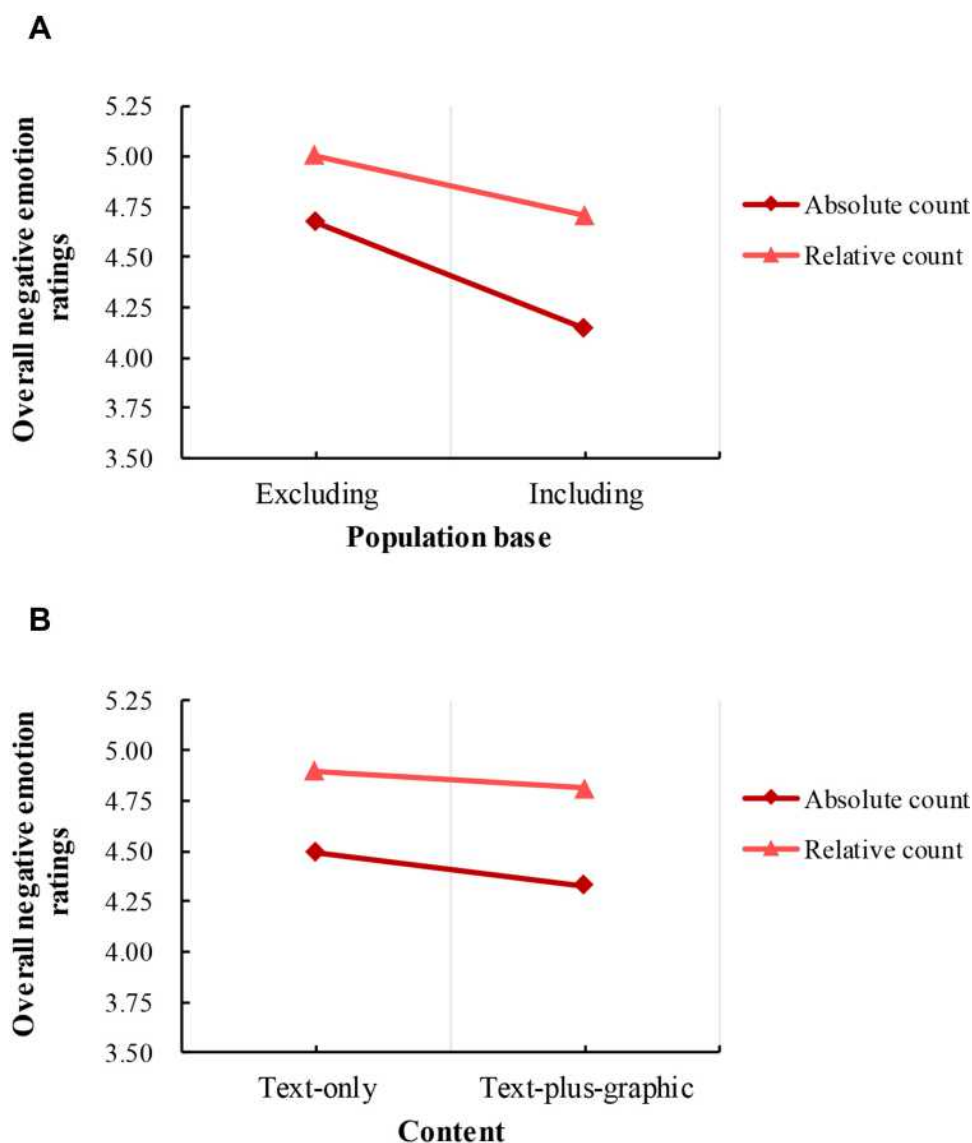 A
Overall negative emotion
ratings
5.25
5.00
4.75
4.50
4.25
4.00
3.75
3.50
Excluding
Including
Population base
Absolute count
Relative count
B
Overall negative emotion
ratings
5.25
5.00
4.75
4.50
4.25
4.00
3.75
3.50
Text-only
Text-plus-graphic
Content
Absolute count
Relative count